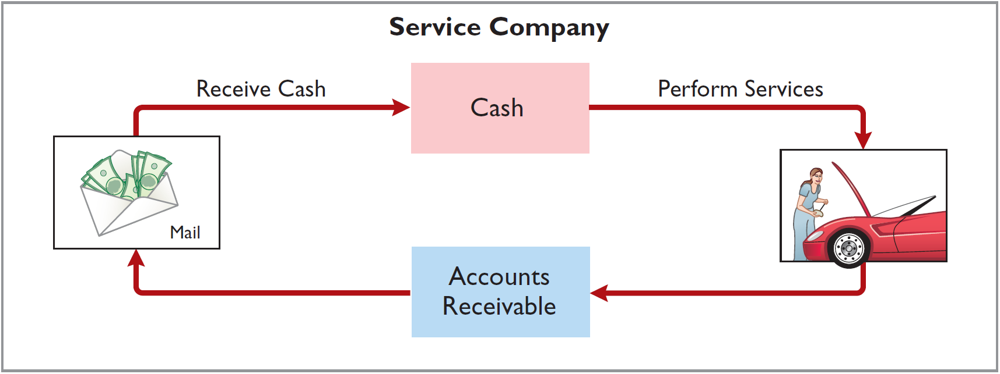 Service Company
Receive Cash
Cash
Perform Services
Mail
Accounts
Receivable